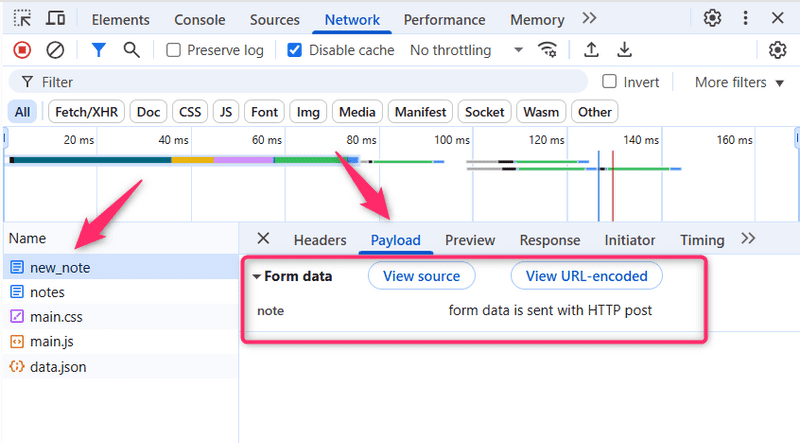 Elements Console Sources Network Performance Memory
Preserve log Disable cache No throttling
Filter Invert More filters
All Fetch/XHR Doc CSS JS Font Img Media Manifest Socket Wasm Other
20 ms 40 ms 60 ms 80 ms 100 ms 120 ms 140 ms 160 ms
Name Headers Payload Preview Response Initiator Timing
new_note Form data View source View URL-encoded
notes
note form data is sent with HTTP post
main.css
main.js
data.json